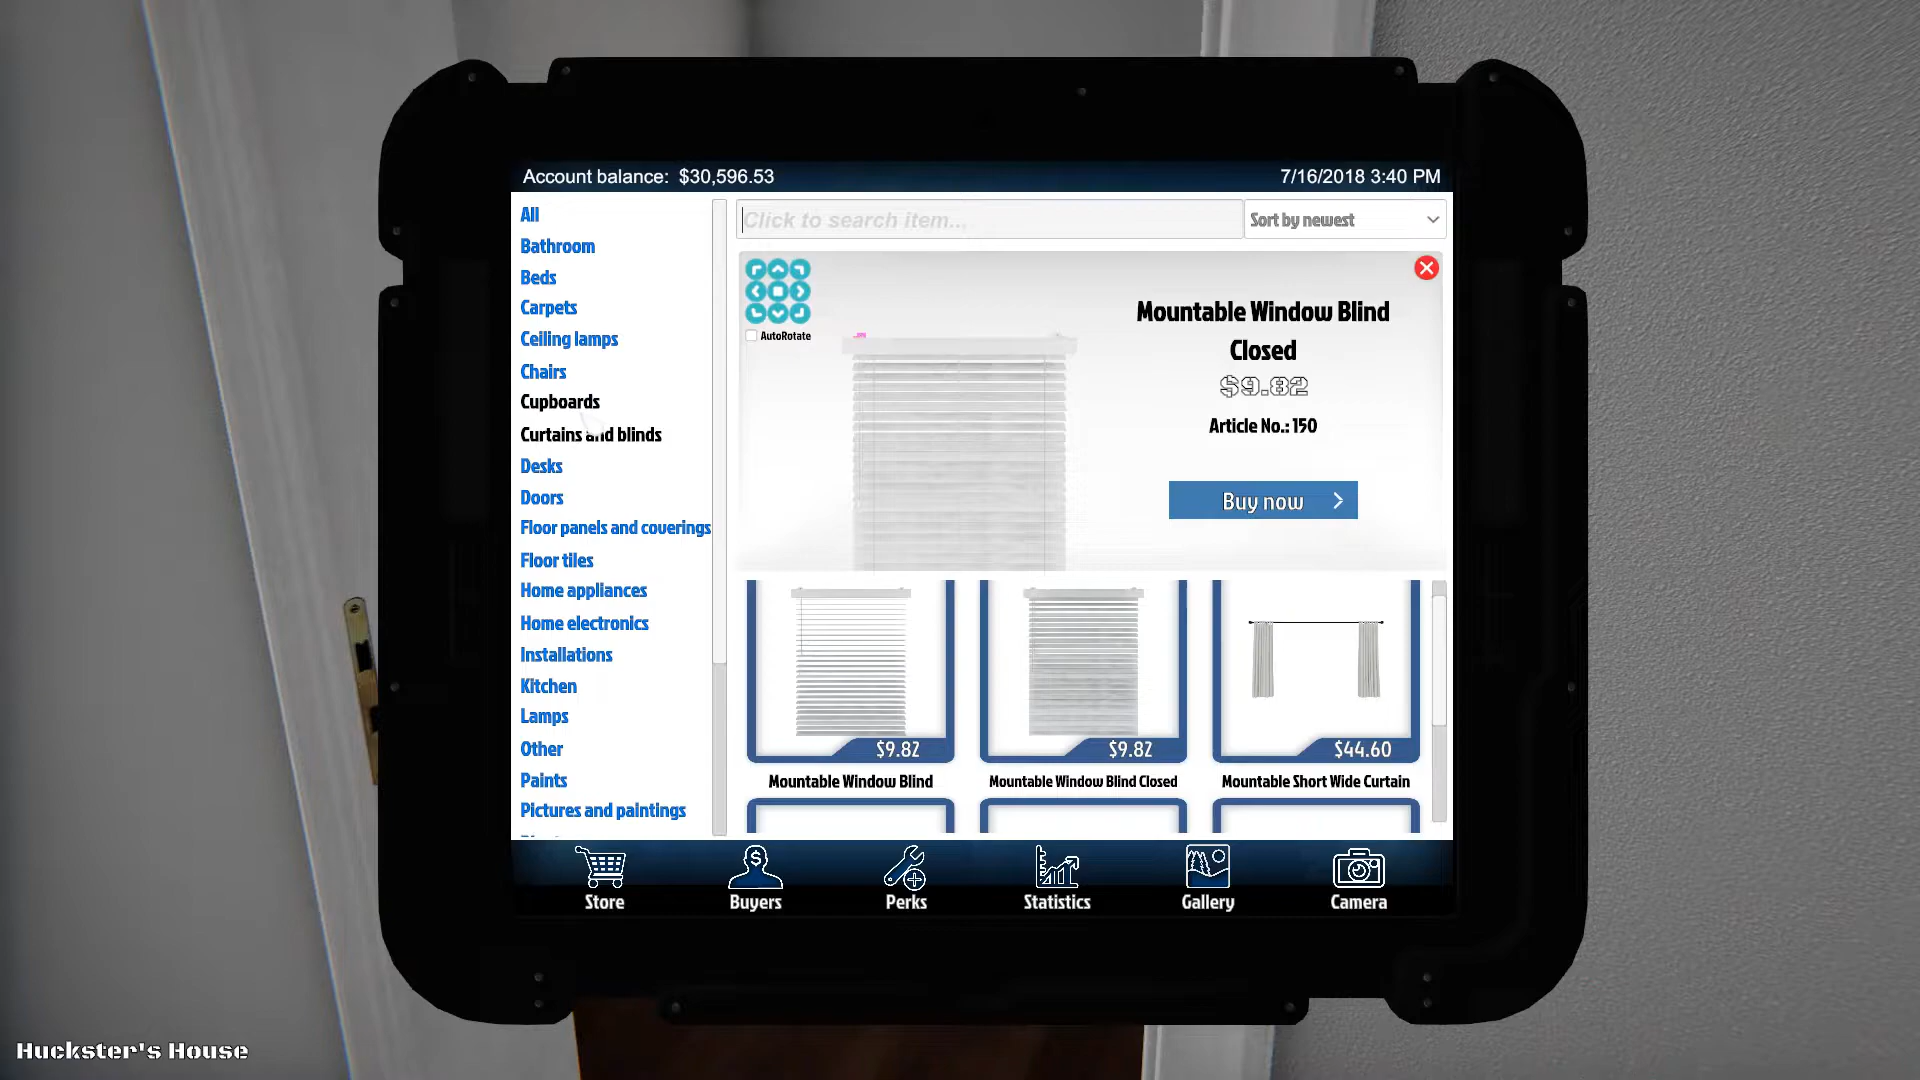 Account balance: $30,596.53
7/16/2018 3:40 PM
All
Bathroom
Beds
Carpets
Ceiling lamps
Chairs
Cupboards
Curtains and blinds
Desks
Doors
Floor panels and coverings
Floor tiles
Home appliances
Home electronics
Installations
Kitchen
Lamps
Other
Paints
Pictures and paintings
Click to search item...
Sort by newest
AutoRotate
Mountable Window Blind
Closed
$9.82
Article No.: 150
Buy now
$9.82
$9.82
$44.60
Mountable Window Blind
Mountable Window Blind Closed
Mountable Short Wide Curtain
Store
Buyers
Perks
Statistics
Gallery
Camera
Huckster's House